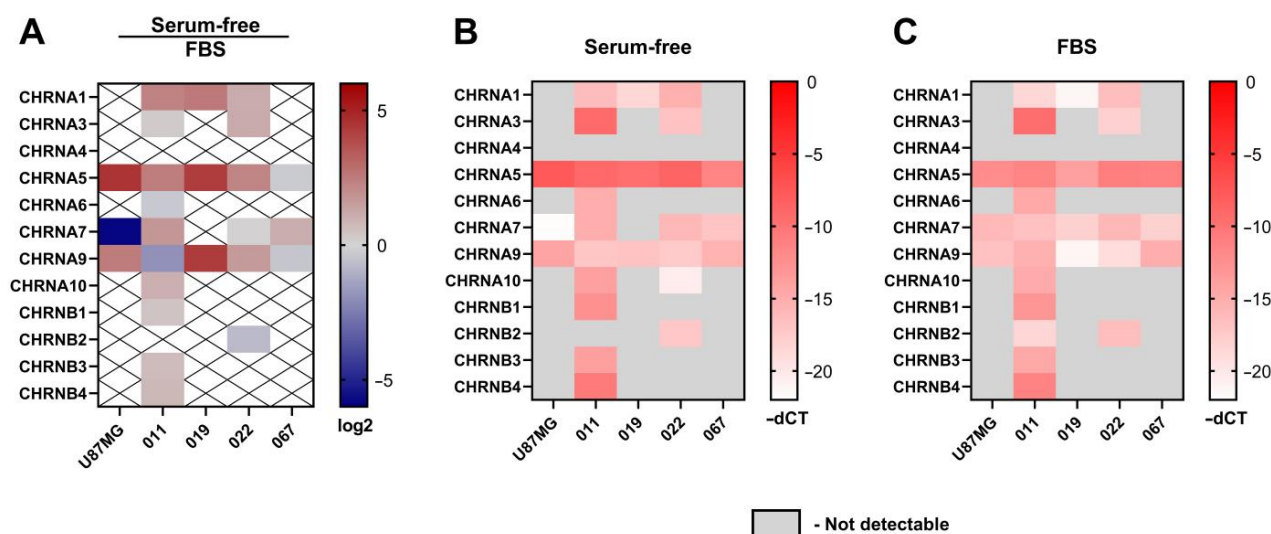 A
Serum-free
FBS
CHRNA1
CHRNA3
CHRNA4
CHRNA5
CHRNA6
CHRNA7
CHRNA9
CHRNA10
CHRNB1
CHRNB2
CHRNB3
CHRNB4
U87MG
011
019
022
067
5
0
−5
log2
B
Serum-free
CHRNA1
CHRNA3
CHRNA4
CHRNA5
CHRNA6
CHRNA7
CHRNA9
CHRNA10
CHRNB1
CHRNB2
CHRNB3
CHRNB4
U87MG
011
019
022
067
0
−5
−10
−15
−20
−dCT
C
FBS
CHRNA1
CHRNA3
CHRNA4
CHRNA5
CHRNA6
CHRNA7
CHRNA9
CHRNA10
CHRNB1
CHRNB2
CHRNB3
CHRNB4
U87MG
011
019
022
067
0
−5
−10
−15
−20
−dCT
- Not detectable